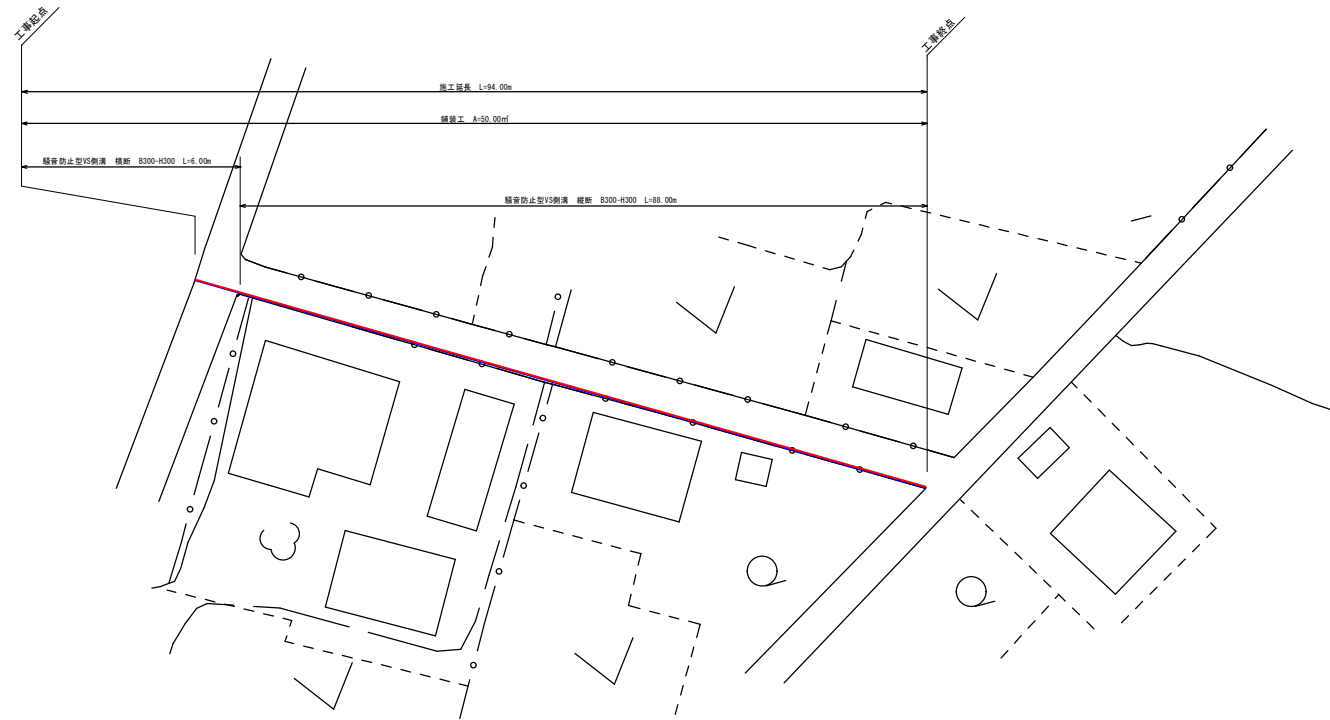 工事起点
工事終点
施工延長 L=94.00m
舗装工 A=50.00㎡
騒音防止型VS側溝 横断 B300-H300 L=6.00m
騒音防止型VS側溝 縦断 B300-H300 L=88.00m